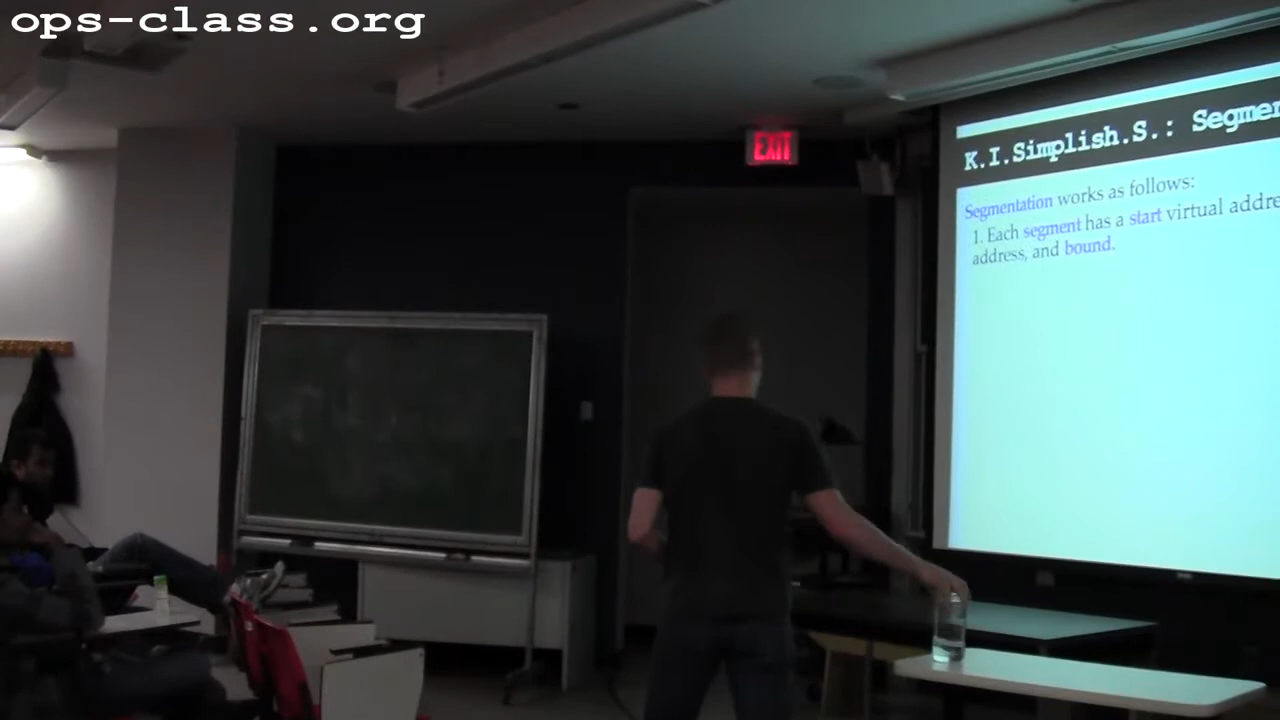 ops-class.org
EXIT
K.I.Simplish.S.: Segmen
Segmentation works as follows:
1. Each segment has a start virtual addre
address, and bound.